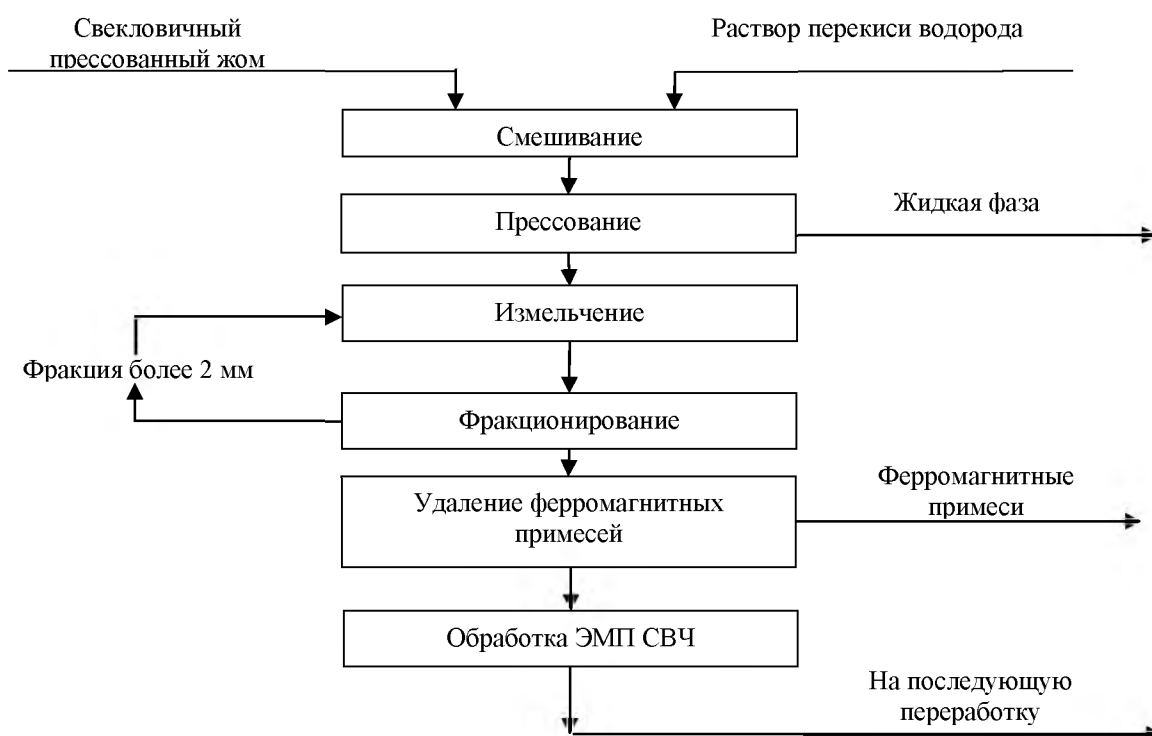 Свекловичный
прессованный жом
Раствор перекиси водорода
Смешивание
Прессование
Жидкая фаза
Измельчение
Фракция более 2 мм
Фракционирование
Удаление ферромагнитных
примесей
Ферромагнитные
примеси
Обработка ЭМП СВЧ
На последующую
переработку